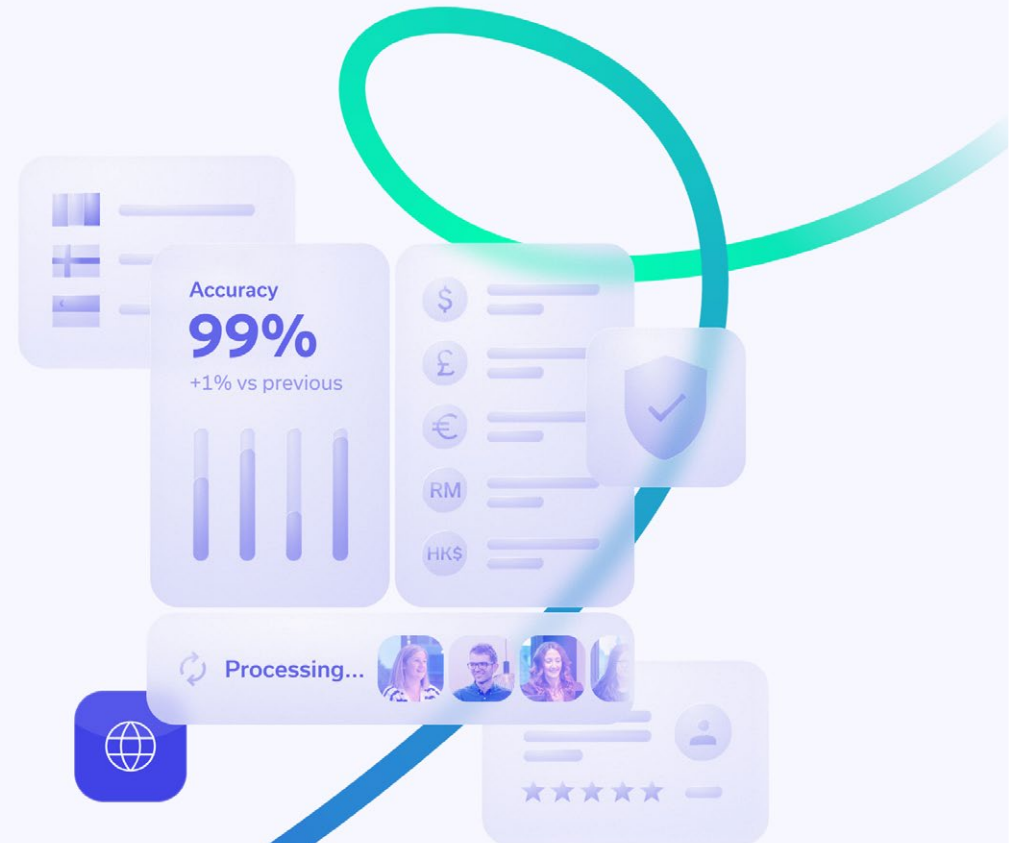 Accuracy
99%
+1% vs previous
$
£
€
RM
HK$
Processing...